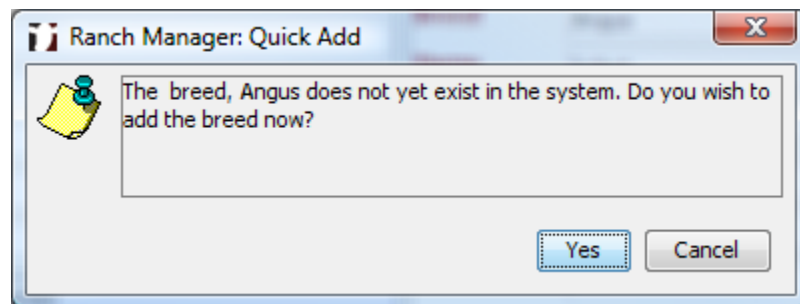 Ranch Manager: Quick Add
The  breed, Angus does not yet exist in the system. Do you wish to
add the breed now?
Yes
Cancel